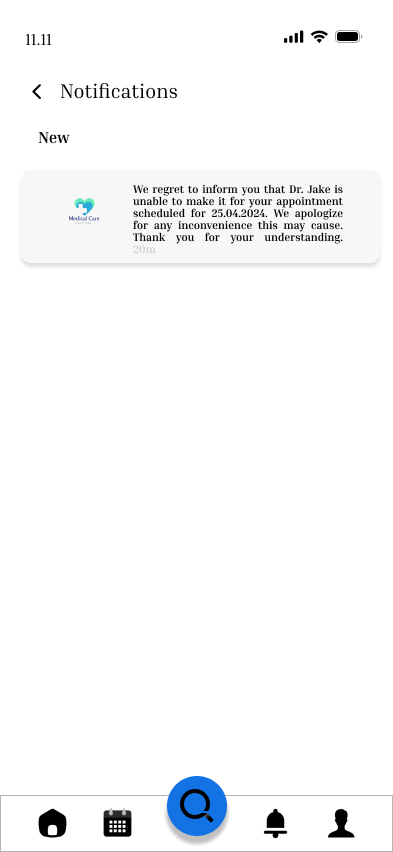 11.11
Notifications
New
We regret to inform you that Dr. Jake is
unable to make it for your appointment
scheduled for 25.04.2024. We apologize
for any inconvenience this may cause.
Thank you for your understanding.
20m
Medical Care